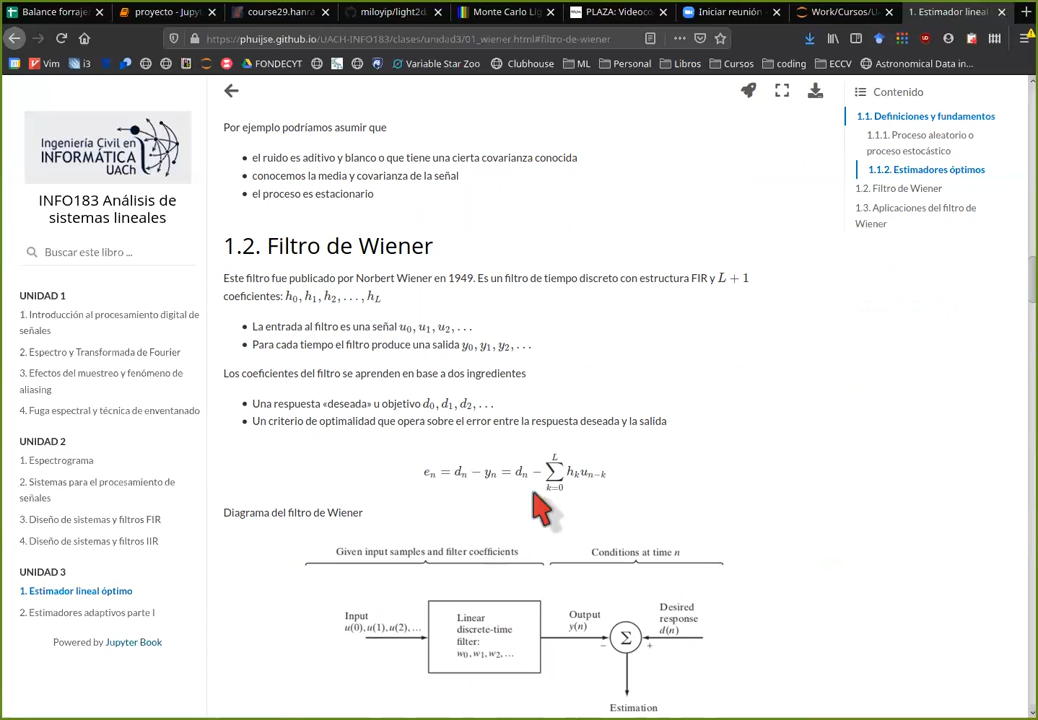 Balance forrajer
proyecto - Jupyt
course29.hanra
miloyip/light2d
Monte Carlo Lig
PLAZA: Videoco
Iniciar reunión
Work/Cursos/U
1. Estimador lineal
https://phuijse.github.io/UACH-INFO183/clases/unidad3/01_wiener.html#filtro-de-wiener
Vim
i3
FONDECYT
Variable Star Zoo
Clubhouse
ML
Personal
Libros
Cursos
coding
ECCV
Astronomical Data in...
Ingeniería Civil en
INFORMÁTICA
UACh
INFO183 Análisis de
sistemas lineales
Buscar este libro ...
UNIDAD 1
1. Introducción al procesamiento digital de
señales
2. Espectro y Transformada de Fourier
3. Efectos del muestreo y fenómeno de
aliasing
4. Fuga espectral y técnica de enventanado
UNIDAD 2
1. Espectrograma
2. Sistemas para el procesamiento de
señales
3. Diseño de sistemas y filtros FIR
4. Diseño de sistemas y filtros IIR
UNIDAD 3
1. Estimador lineal óptimo
2. Estimadores adaptivos parte I
Powered by Jupyter Book
Por ejemplo podríamos asumir que
• el ruido es aditivo y blanco o que tiene una cierta covarianza conocida
• conocemos la media y covarianza de la señal
• el proceso es estacionario
1.2. Filtro de Wiener
Este filtro fue publicado por Norbert Wiener en 1949. Es un filtro de tiempo discreto con estructura FIR y L + 1
coeficientes: h₀, h₁, h₂, . . . , h_L
• La entrada al filtro es una señal u₀, u₁, u₂, . . .
• Para cada tiempo el filtro produce una salida y₀, y₁, y₂, . . .
Los coeficientes del filtro se aprenden en base a dos ingredientes
• Una respuesta «deseada» u objetivo d₀, d₁, d₂, . . .
• Un criterio de optimalidad que opera sobre el error entre la respuesta deseada y la salida
eₙ = dₙ − yₙ = dₙ − ∑_{k=0}^{L} h_k u_{n−k}
Diagrama del filtro de Wiener
Given input samples and filter coefficients
Conditions at time n
Input
u(0), u(1), u(2), ...
Linear
discrete-time
filter:
w₀, w₁, w₂, ...
Output
y(n)
−
Σ
+
Desired
response
d(n)
Estimation
Contenido
1.1. Definiciones y fundamentos
1.1.1. Proceso aleatorio o
proceso estocástico
1.1.2. Estimadores óptimos
1.2. Filtro de Wiener
1.3. Aplicaciones del filtro de
Wiener